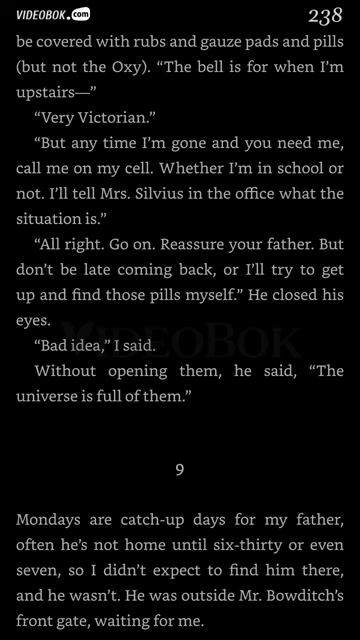 VIDEOBOK.com
238
be covered with rubs and gauze pads and pills
(but not the Oxy). “The bell is for when I’m
upstairs—”
“Very Victorian.”
“But any time I’m gone and you need me,
call me on my cell. Whether I’m in school or
not. I’ll tell Mrs. Silvius in the office what the
situation is.”
“All right. Go on. Reassure your father. But
don’t be late coming back, or I’ll try to get
up and find those pills myself.” He closed his
eyes.
VIDEOBOK
“Bad idea,” I said.
Without opening them, he said, “The
universe is full of them.”
9
Mondays are catch-up days for my father,
often he’s not home until six-thirty or even
seven, so I didn’t expect to find him there,
and he wasn’t. He was outside Mr. Bowditch’s
front gate, waiting for me.